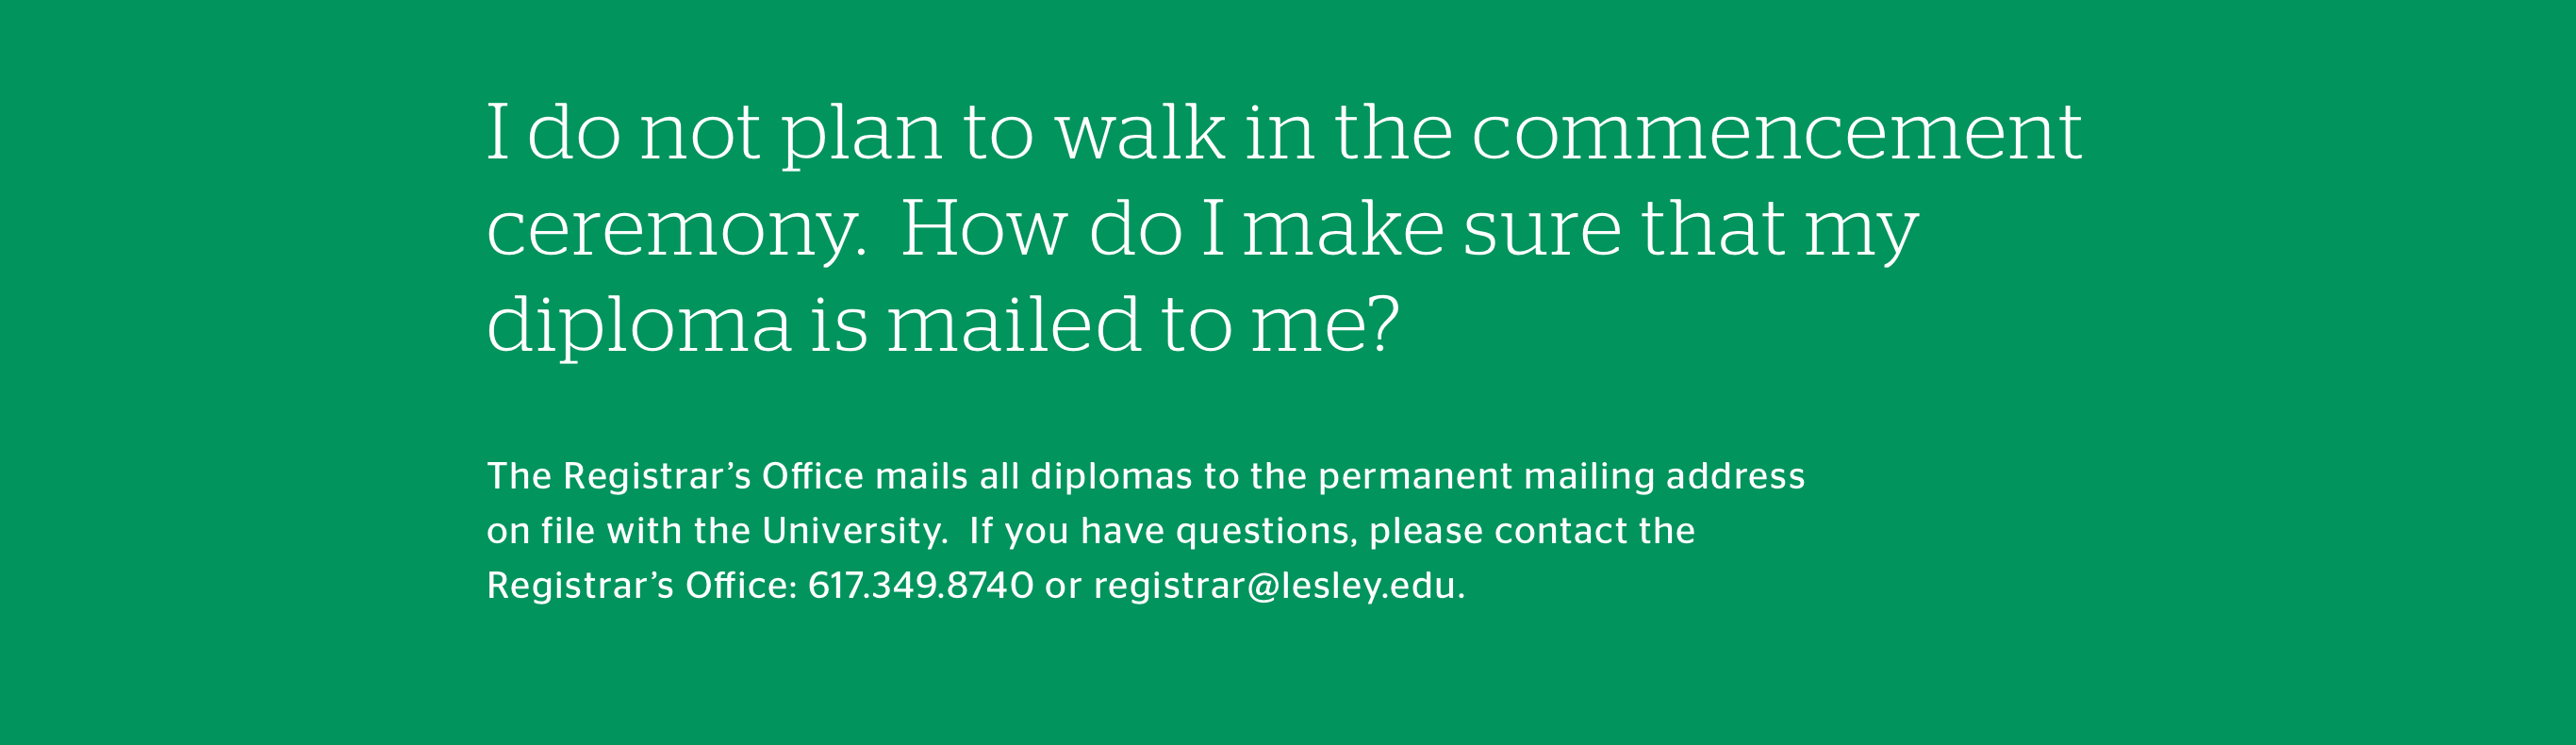 I do not plan to walk in the commencement
ceremony.  How do I make sure that my
diploma is mailed to me?
The Registrar’s Office mails all diplomas to the permanent mailing address
on file with the University.  If you have questions, please contact the
Registrar’s Office: 617.349.8740 or registrar@lesley.edu.